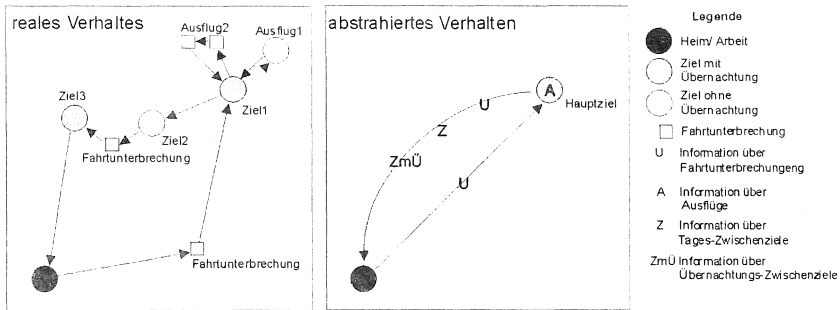 reales Verhaltes
Ausflug2
Ausflug1
Ziel3
Ziel1
Ziel2
Fahrtunterbrechung
Fahrtunterbrechung
abstrahiertes Verhalten
A
Hauptziel
U
Z
ZmÜ
U
Legende
Heim/ Arbeit
Ziel mit
Übernachtung
Ziel ohne
Übernachtung
Fahrtunterbrechung
U Information über
Fahrtunterbrechungeng
A Information über
Ausflüge
Z Information über
Tages-Zwischenziele
ZmÜ Information über
Übernachtungs-Zwischenziele